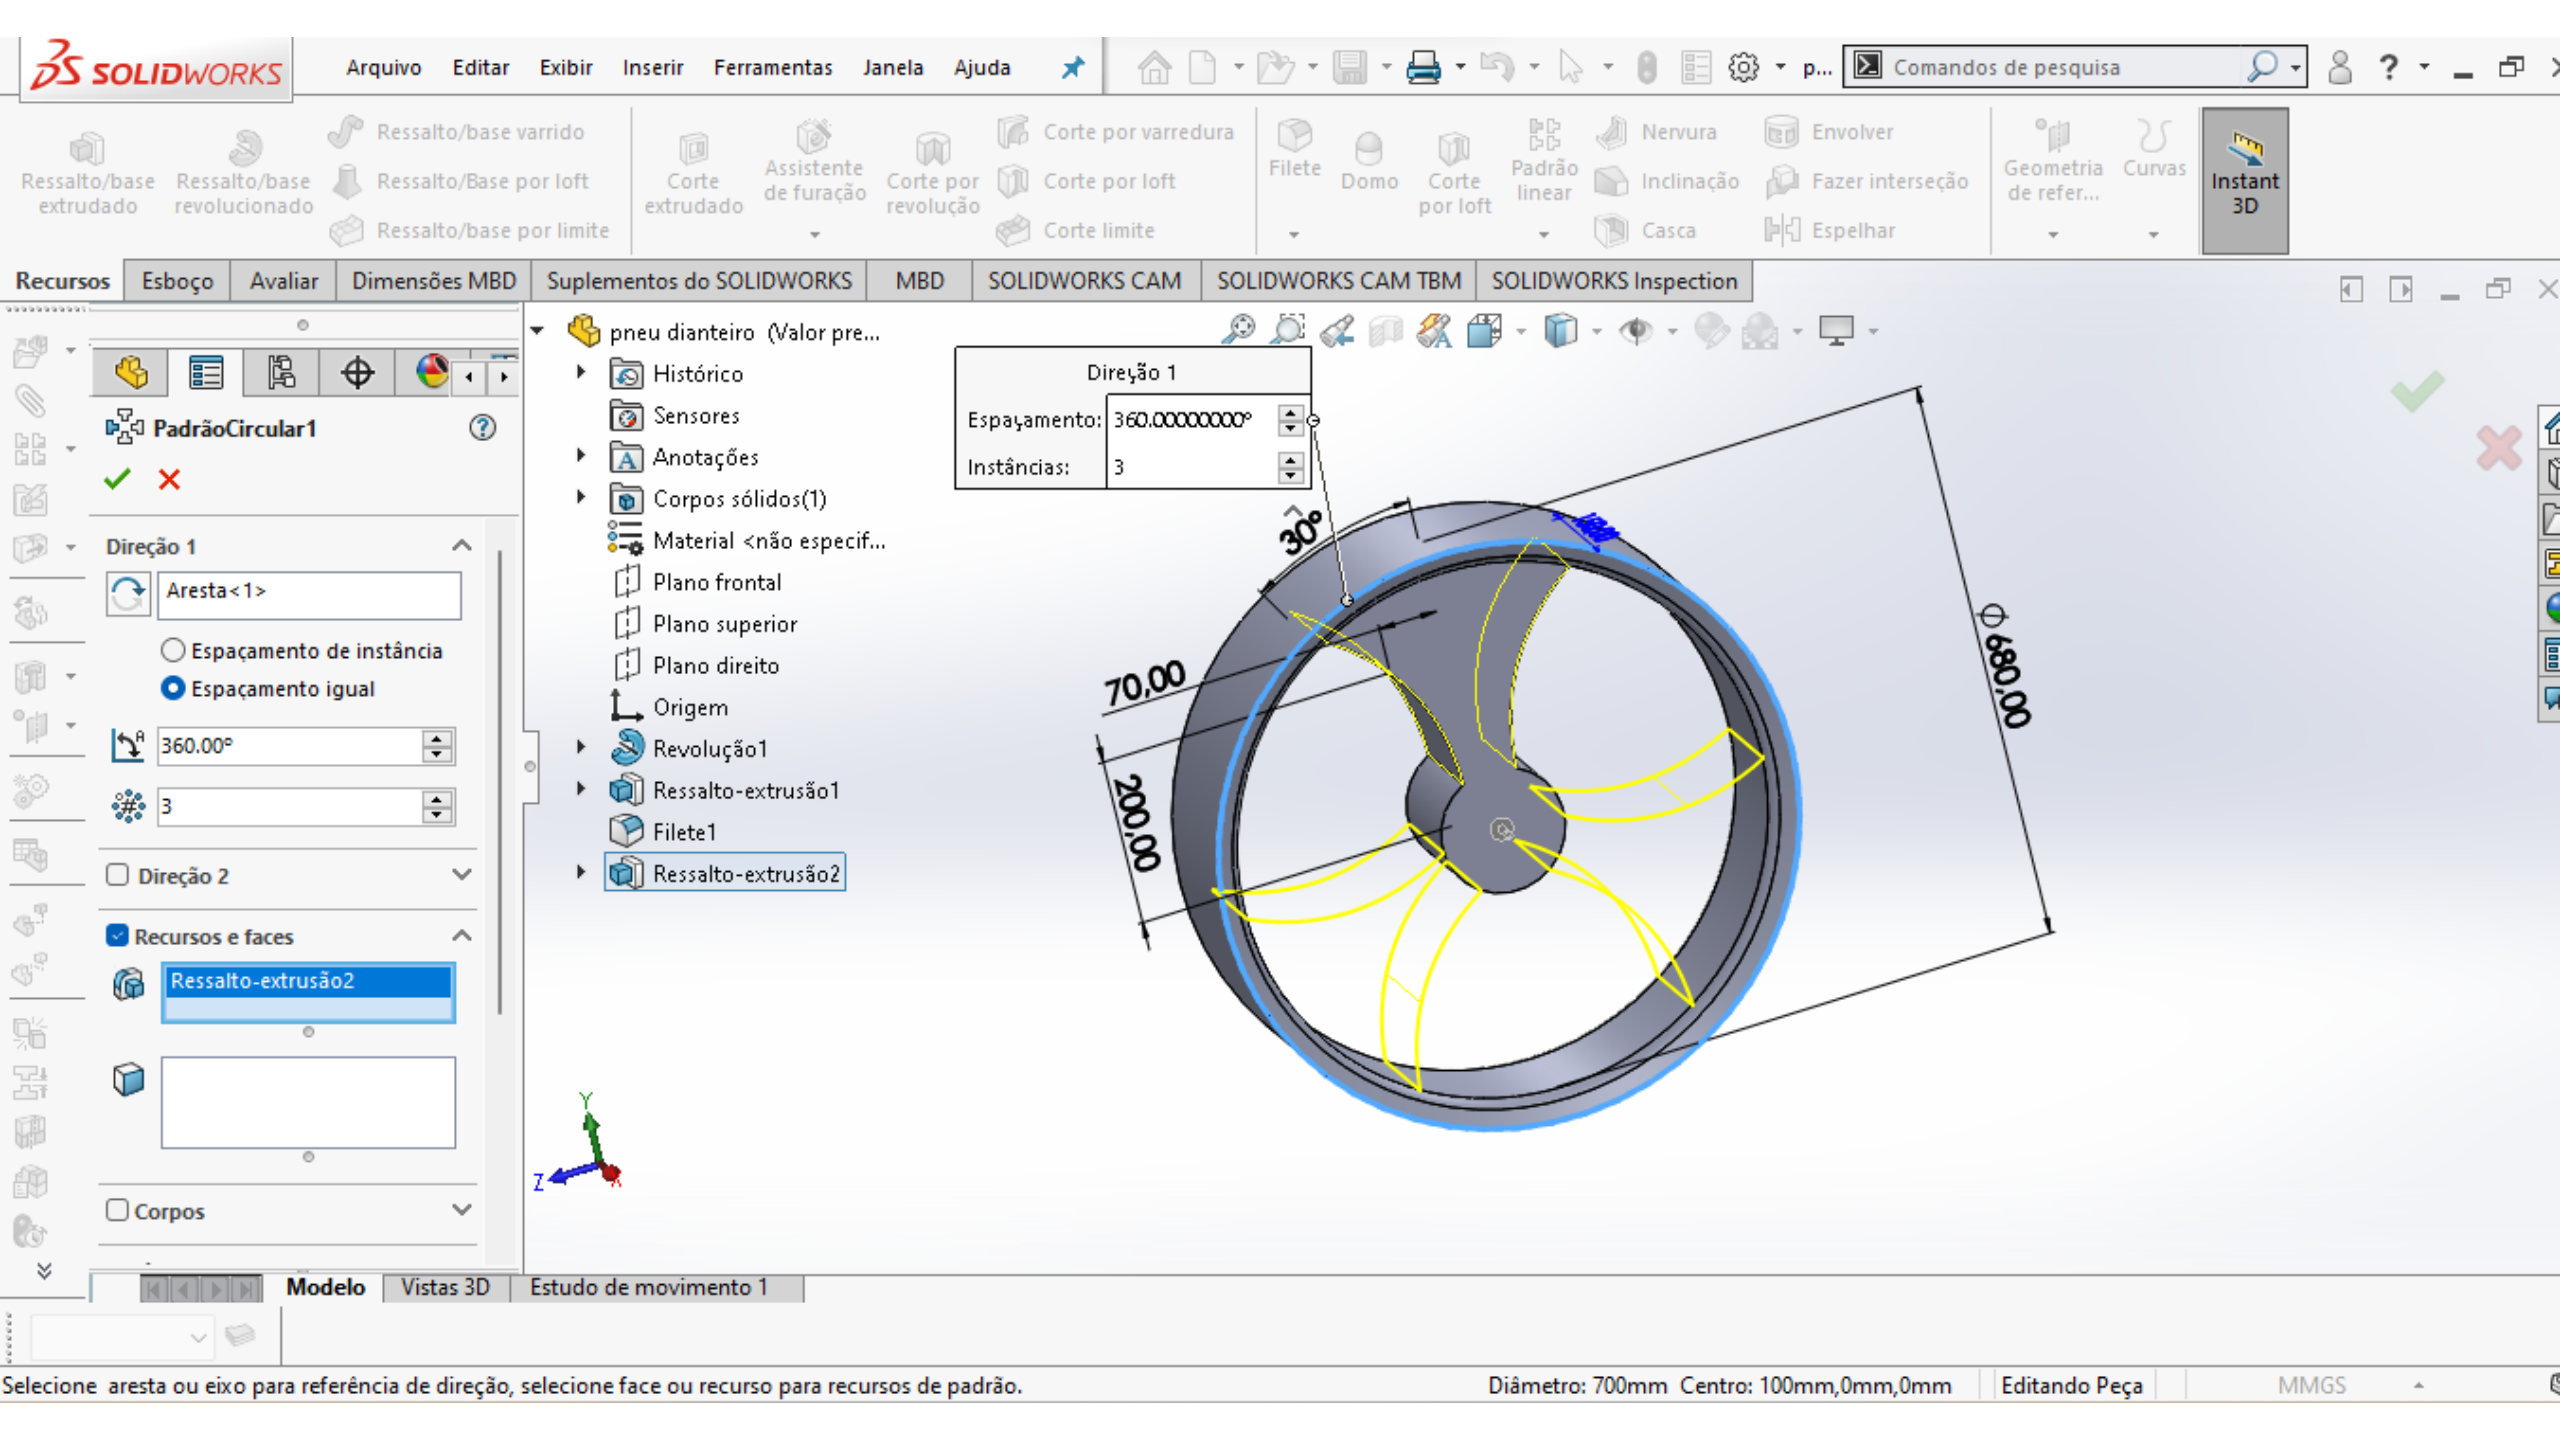 SOLIDWORKS
Arquivo Editar Exibir Inserir Ferramentas Janela Ajuda
p... Comandos de pesquisa
?
Ressalto/base extrudado
Ressalto/base revolucionado
Ressalto/base varrido
Ressalto/Base por loft
Ressalto/base por limite
Corte extrudado
Assistente de furação
Corte por revolução
Corte por varredura
Corte por loft
Corte limite
Filete
Domo
Corte por loft
Padrão linear
Nervura
Inclinação
Casca
Envolver
Fazer interseção
Espelhar
Geometria de refer...
Curvas
Instant 3D
Recursos Esboço Avaliar Dimensões MBD Suplementos do SOLIDWORKS MBD SOLIDWORKS CAM SOLIDWORKS CAM TBM SOLIDWORKS Inspection
PadrãoCircular1
Direção 1
Aresta<1>
Espaçamento de instância
Espaçamento igual
360.00°
3
Direção 2
Recursos e faces
Ressalto-extrusão2
Corpos
pneu dianteiro (Valor pre...
Histórico
Sensores
Anotações
Corpos sólidos(1)
Material <não especif...
Plano frontal
Plano superior
Plano direito
Origem
Revolução1
Ressalto-extrusão1
Filete1
Ressalto-extrusão2
Direção 1
Espaçamento: 360.00000000°
Instâncias: 3
30°
70,00
200,00
Ø 680,00
Y
Z
X
Modelo Vistas 3D Estudo de movimento 1
Selecione aresta ou eixo para referência de direção, selecione face ou recurso para recursos de padrão.
Diâmetro: 700mm Centro: 100mm,0mm,0mm Editando Peça MMGS